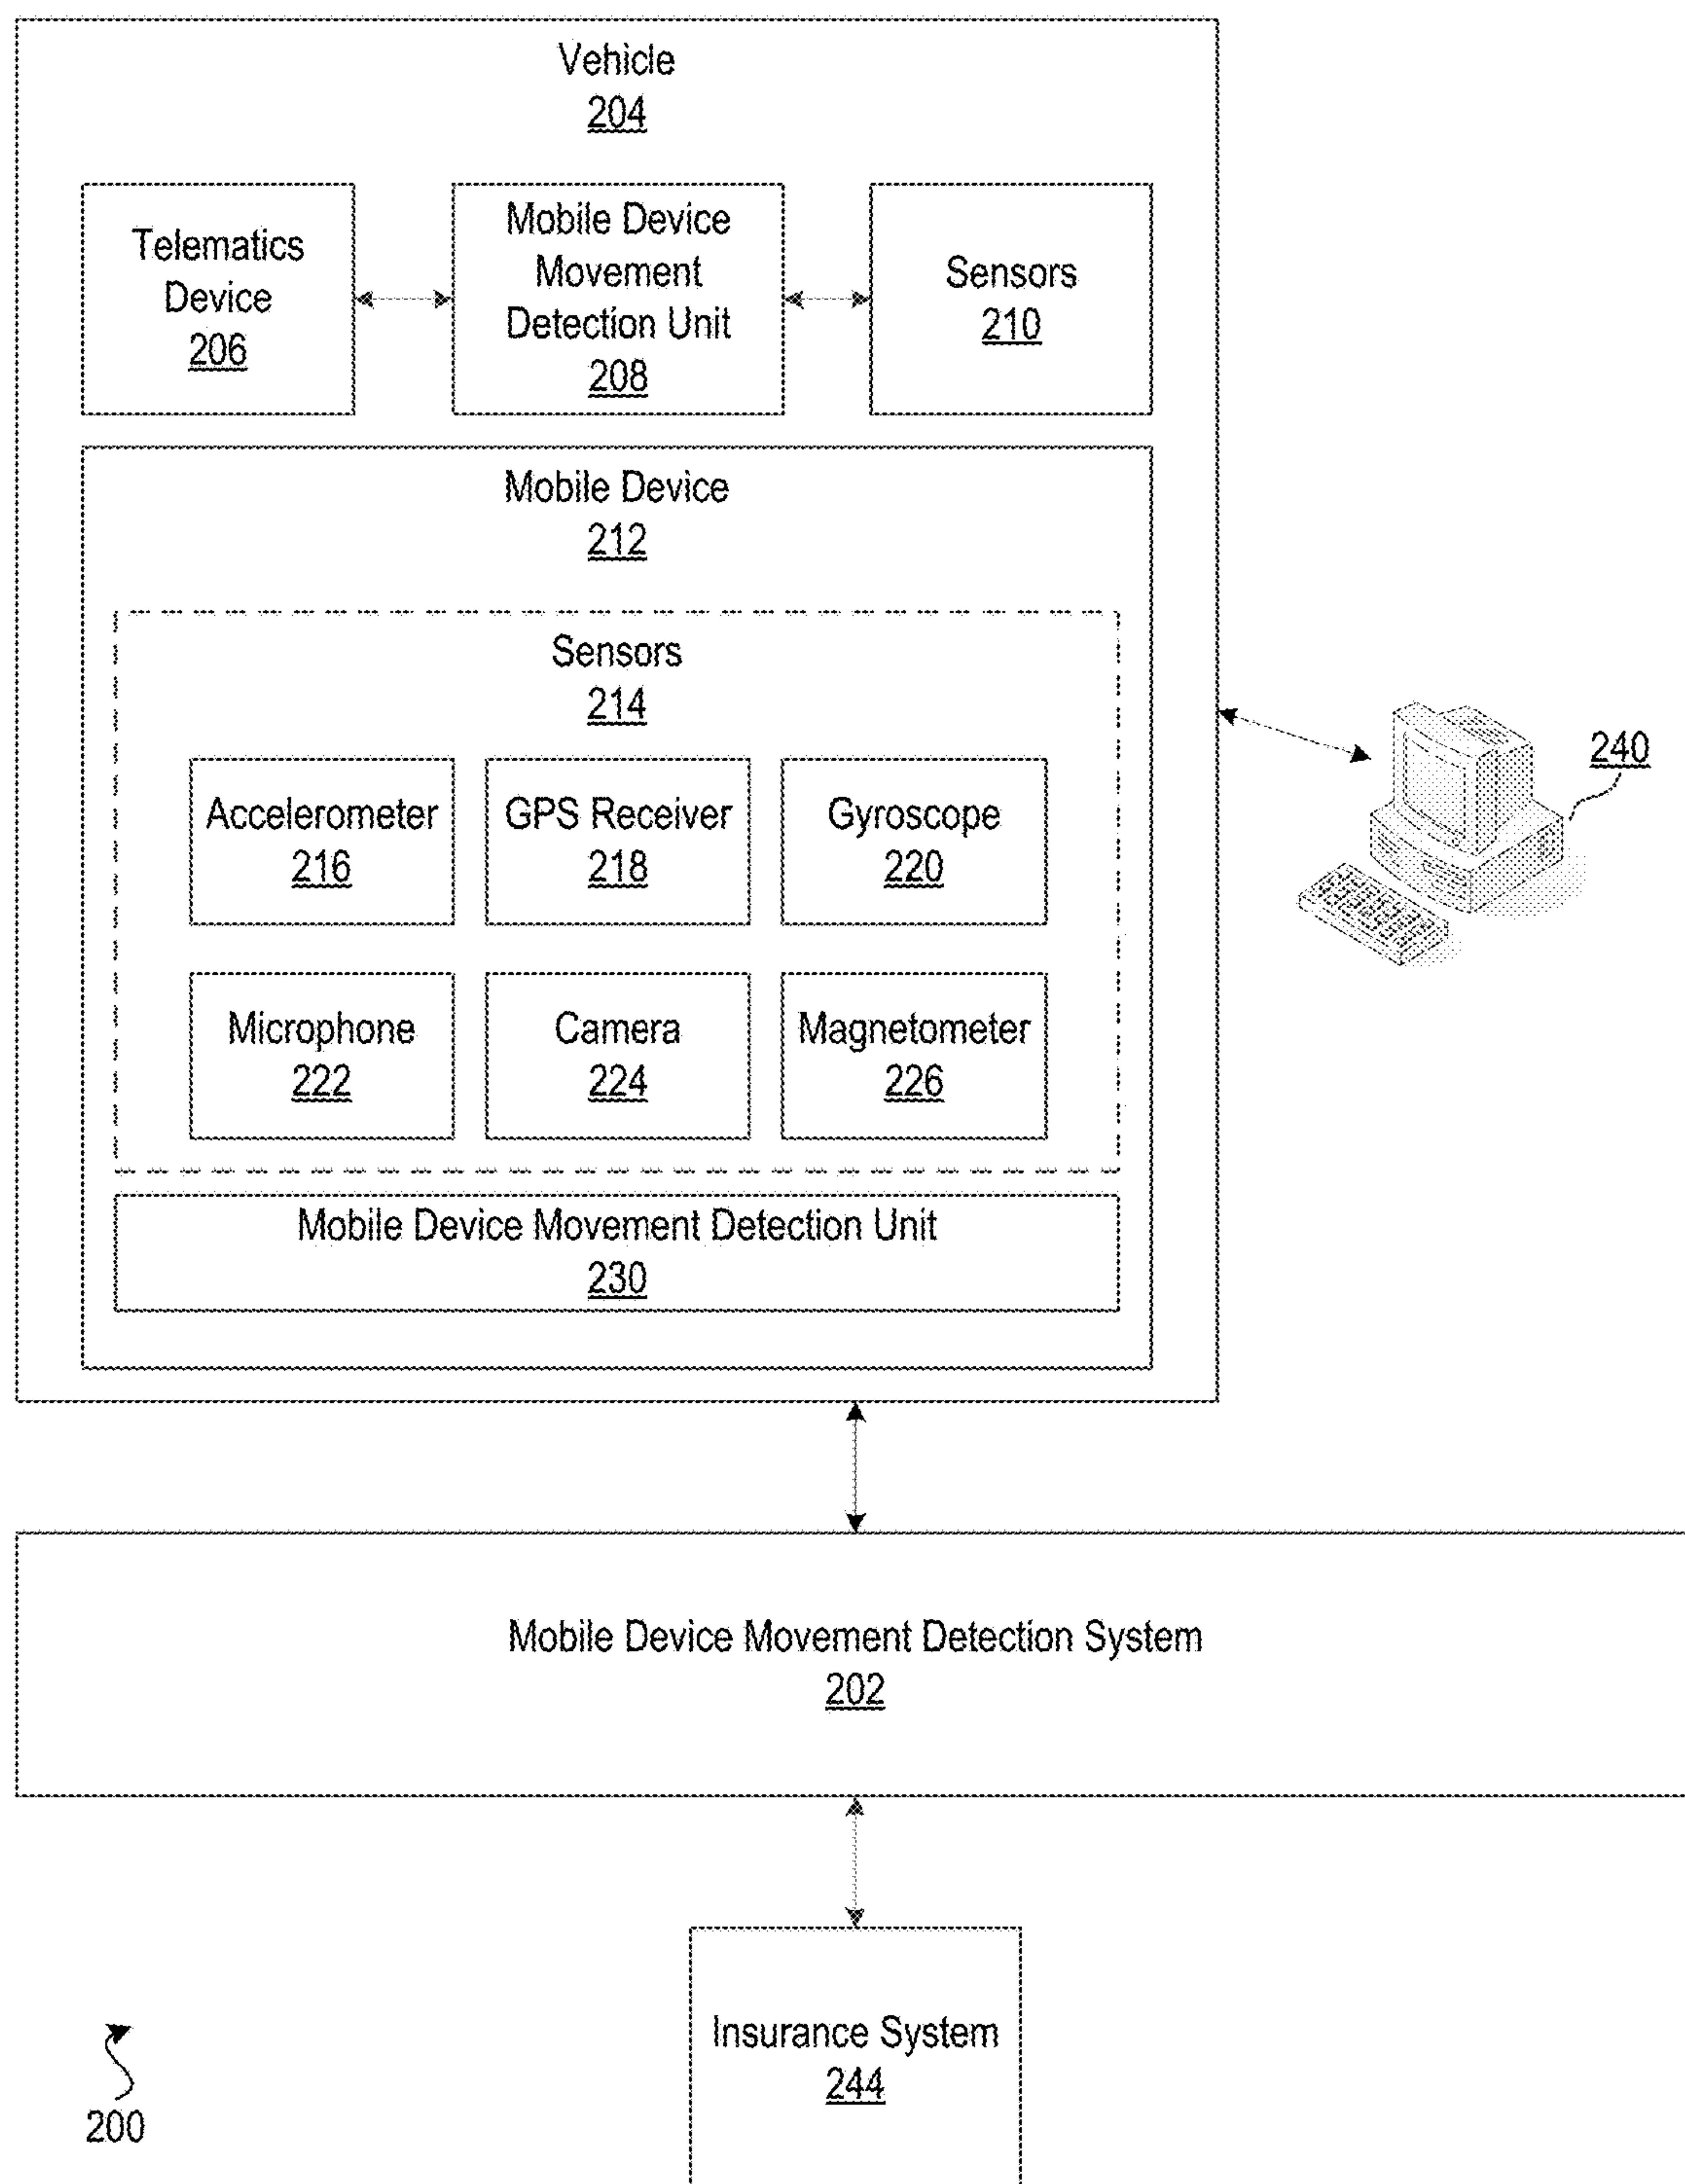 Vehicle
204
Telematics
Device
206
Mobile Device
Movement
Detection Unit
208
Sensors
210
Mobile Device
212
Sensors
214
Accelerometer
216
GPS Receiver
218
Gyroscope
220
Microphone
222
Camera
224
Magnetometer
226
Mobile Device Movement Detection Unit
230
240
Mobile Device Movement Detection System
202
Insurance System
244
200